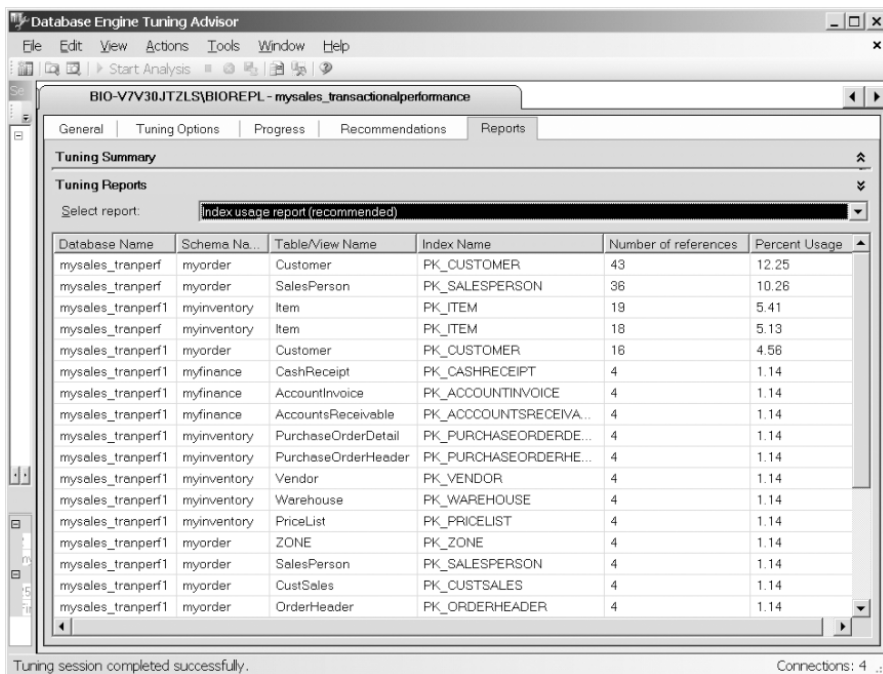 Database Engine Tuning Advisor
File Edit View Actions Tools Window Help
Start Analysis
BIO-V7V30JTZLS\BIOREPL - mysales_transactionalperformance
General Tuning Options Progress Recommendations Reports
Tuning Summary
Tuning Reports
Select report: Index usage report (recommended)
Database Name Schema Na... Table/View Name Index Name Number of references Percent Usage
mysales_tranperf myorder Customer PK_CUSTOMER 43 12.25
mysales_tranperf myorder SalesPerson PK_SALESPERSON 36 10.26
mysales_tranperf1 myinventory Item PK_ITEM 19 5.41
mysales_tranperf myinventory Item PK_ITEM 18 5.13
mysales_tranperf1 myorder Customer PK_CUSTOMER 16 4.56
mysales_tranperf1 myfinance CashReceipt PK_CASHRECEIPT 4 1.14
mysales_tranperf1 myfinance AccountInvoice PK_ACCOUNTINVOICE 4 1.14
mysales_tranperf1 myfinance AccountsReceivable PK_ACCCOUNTSRECEIVA... 4 1.14
mysales_tranperf1 myinventory PurchaseOrderDetail PK_PURCHASEORDERDE... 4 1.14
mysales_tranperf1 myinventory PurchaseOrderHeader PK_PURCHASEORDERHE... 4 1.14
mysales_tranperf1 myinventory Vendor PK_VENDOR 4 1.14
mysales_tranperf1 myinventory Warehouse PK_WAREHOUSE 4 1.14
mysales_tranperf1 myinventory PriceList PK_PRICELIST 4 1.14
mysales_tranperf1 myorder ZONE PK_ZONE 4 1.14
mysales_tranperf1 myorder SalesPerson PK_SALESPERSON 4 1.14
mysales_tranperf1 myorder CustSales PK_CUSTSALES 4 1.14
mysales_tranperf1 myorder OrderHeader PK_ORDERHEADER 4 1.14
Tuning session completed successfully. Connections: 4